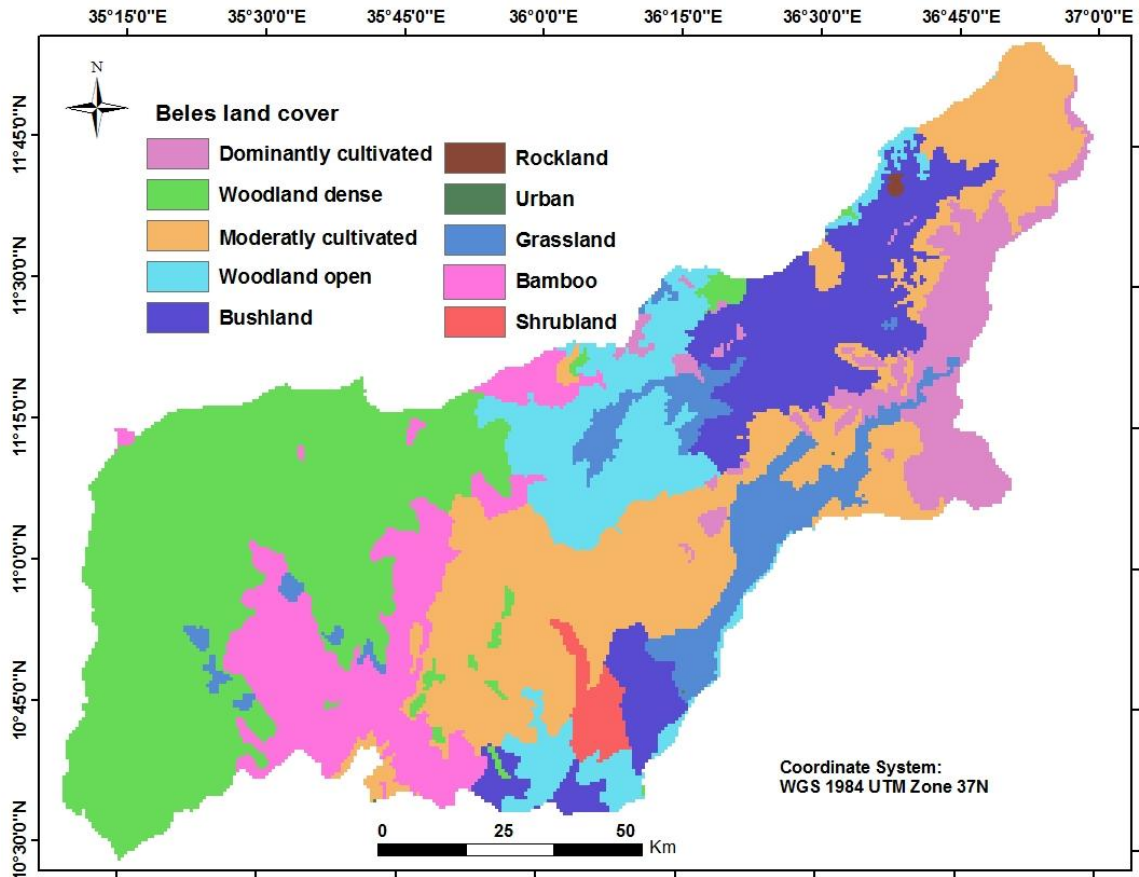 35°15'0"E 35°30'0"E 35°45'0"E 36°0'0"E 36°15'0"E 36°30'0"E 36°45'0"E 37°0'0"E
N
Beles land cover
Dominantly cultivated
Woodland dense
Moderatly cultivated
Woodland open
Bushland
Rockland
Urban
Grassland
Bamboo
Shrubland
11°45'0"N
11°30'0"N
11°15'0"N
11°0'0"N
10°45'0"N
10°30'0"N
Coordinate System:
WGS 1984 UTM Zone 37N
0 25 50
Km